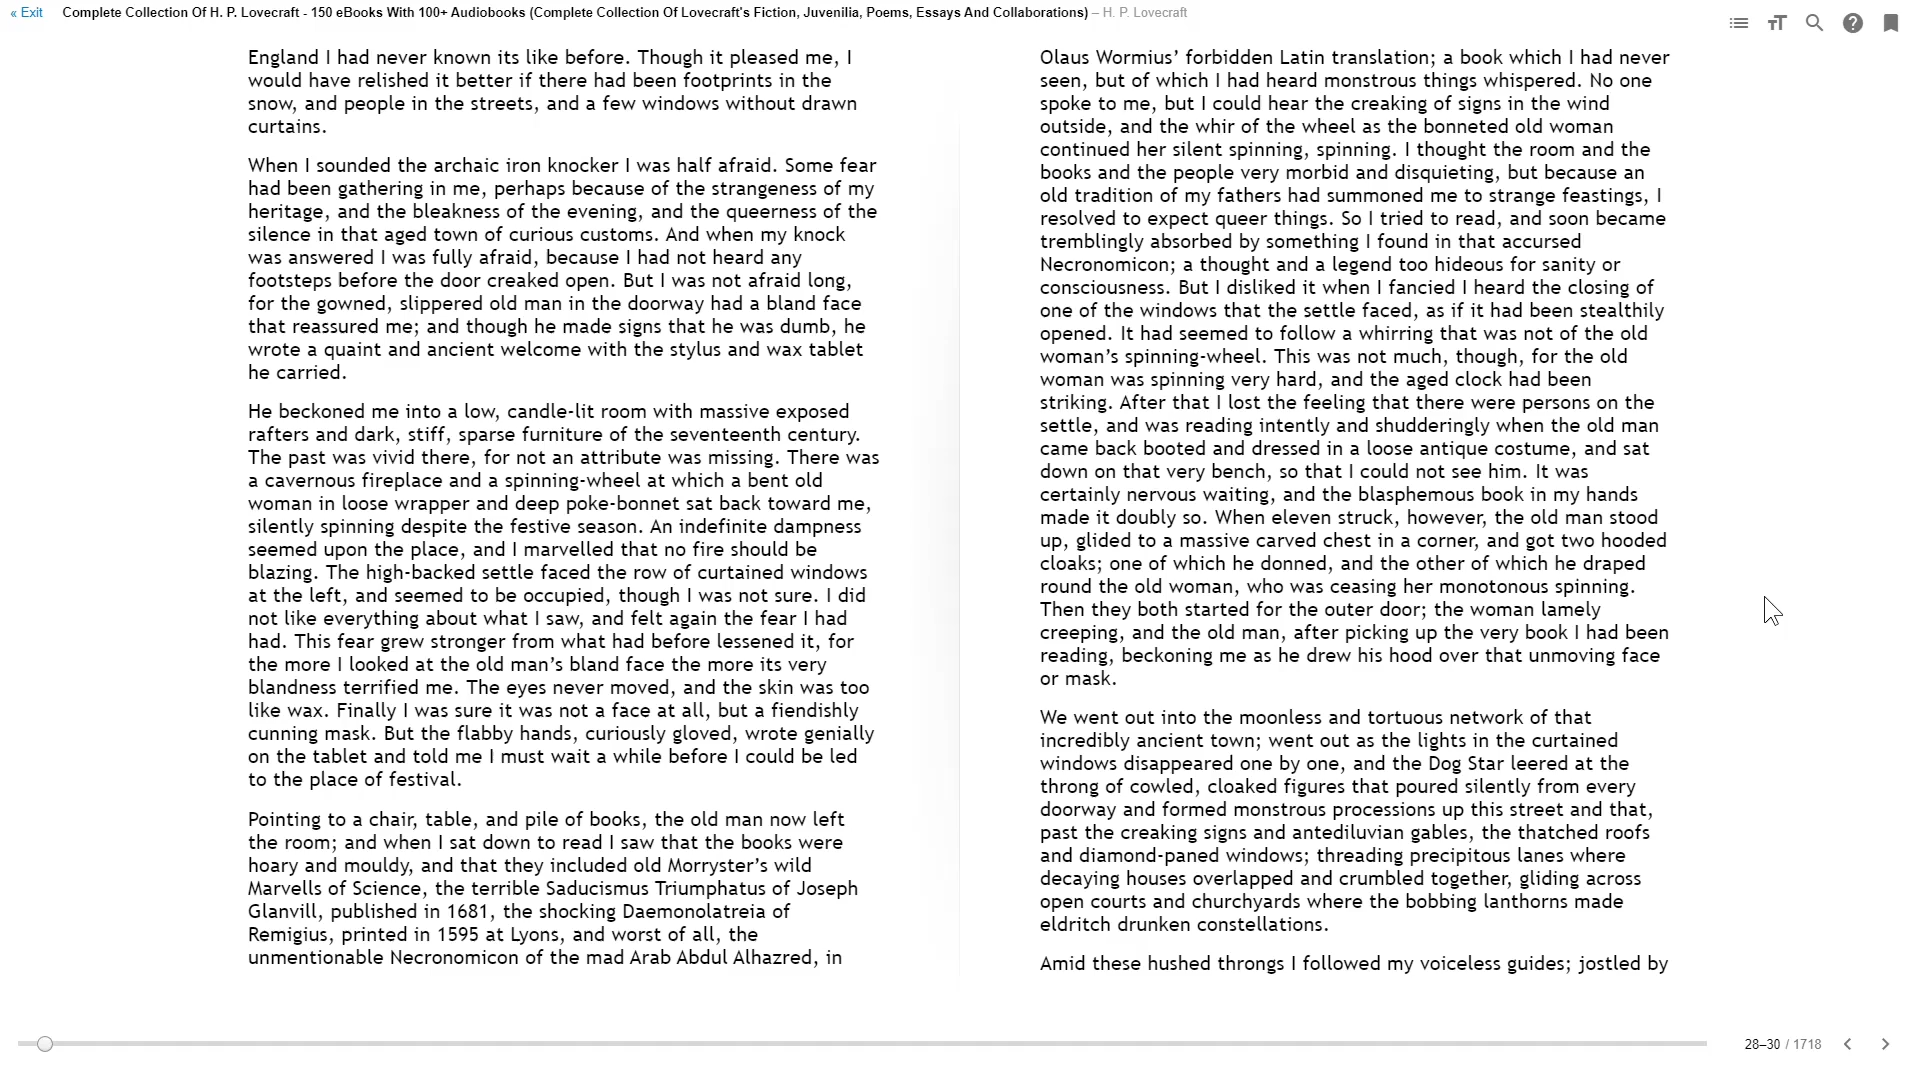 « Exit
Complete Collection Of H. P. Lovecraft - 150 eBooks With 100+ Audiobooks (Complete Collection Of Lovecraft's Fiction, Juvenilia, Poems, Essays And Collaborations) – H. P. Lovecraft
England I had never known its like before. Though it pleased me, I
would have relished it better if there had been footprints in the
snow, and people in the streets, and a few windows without drawn
curtains.
When I sounded the archaic iron knocker I was half afraid. Some fear
had been gathering in me, perhaps because of the strangeness of my
heritage, and the bleakness of the evening, and the queerness of the
silence in that aged town of curious customs. And when my knock
was answered I was fully afraid, because I had not heard any
footsteps before the door creaked open. But I was not afraid long,
for the gowned, slippered old man in the doorway had a bland face
that reassured me; and though he made signs that he was dumb, he
wrote a quaint and ancient welcome with the stylus and wax tablet
he carried.
He beckoned me into a low, candle-lit room with massive exposed
rafters and dark, stiff, sparse furniture of the seventeenth century.
The past was vivid there, for not an attribute was missing. There was
a cavernous fireplace and a spinning-wheel at which a bent old
woman in loose wrapper and deep poke-bonnet sat back toward me,
silently spinning despite the festive season. An indefinite dampness
seemed upon the place, and I marvelled that no fire should be
blazing. The high-backed settle faced the row of curtained windows
at the left, and seemed to be occupied, though I was not sure. I did
not like everything about what I saw, and felt again the fear I had
had. This fear grew stronger from what had before lessened it, for
the more I looked at the old man’s bland face the more its very
blandness terrified me. The eyes never moved, and the skin was too
like wax. Finally I was sure it was not a face at all, but a fiendishly
cunning mask. But the flabby hands, curiously gloved, wrote genially
on the tablet and told me I must wait a while before I could be led
to the place of festival.
Pointing to a chair, table, and pile of books, the old man now left
the room; and when I sat down to read I saw that the books were
hoary and mouldy, and that they included old Morryster’s wild
Marvells of Science, the terrible Saducismus Triumphatus of Joseph
Glanvill, published in 1681, the shocking Daemonolatreia of
Remigius, printed in 1595 at Lyons, and worst of all, the
unmentionable Necronomicon of the mad Arab Abdul Alhazred, in
Olaus Wormius’ forbidden Latin translation; a book which I had never
seen, but of which I had heard monstrous things whispered. No one
spoke to me, but I could hear the creaking of signs in the wind
outside, and the whir of the wheel as the bonneted old woman
continued her silent spinning, spinning. I thought the room and the
books and the people very morbid and disquieting, but because an
old tradition of my fathers had summoned me to strange feastings, I
resolved to expect queer things. So I tried to read, and soon became
tremblingly absorbed by something I found in that accursed
Necronomicon; a thought and a legend too hideous for sanity or
consciousness. But I disliked it when I fancied I heard the closing of
one of the windows that the settle faced, as if it had been stealthily
opened. It had seemed to follow a whirring that was not of the old
woman’s spinning-wheel. This was not much, though, for the old
woman was spinning very hard, and the aged clock had been
striking. After that I lost the feeling that there were persons on the
settle, and was reading intently and shudderingly when the old man
came back booted and dressed in a loose antique costume, and sat
down on that very bench, so that I could not see him. It was
certainly nervous waiting, and the blasphemous book in my hands
made it doubly so. When eleven struck, however, the old man stood
up, glided to a massive carved chest in a corner, and got two hooded
cloaks; one of which he donned, and the other of which he draped
round the old woman, who was ceasing her monotonous spinning.
Then they both started for the outer door; the woman lamely
creeping, and the old man, after picking up the very book I had been
reading, beckoning me as he drew his hood over that unmoving face
or mask.
We went out into the moonless and tortuous network of that
incredibly ancient town; went out as the lights in the curtained
windows disappeared one by one, and the Dog Star leered at the
throng of cowled, cloaked figures that poured silently from every
doorway and formed monstrous processions up this street and that,
past the creaking signs and antediluvian gables, the thatched roofs
and diamond-paned windows; threading precipitous lanes where
decaying houses overlapped and crumbled together, gliding across
open courts and churchyards where the bobbing lanthorns made
eldritch drunken constellations.
Amid these hushed throngs I followed my voiceless guides; jostled by
28–30 / 1718